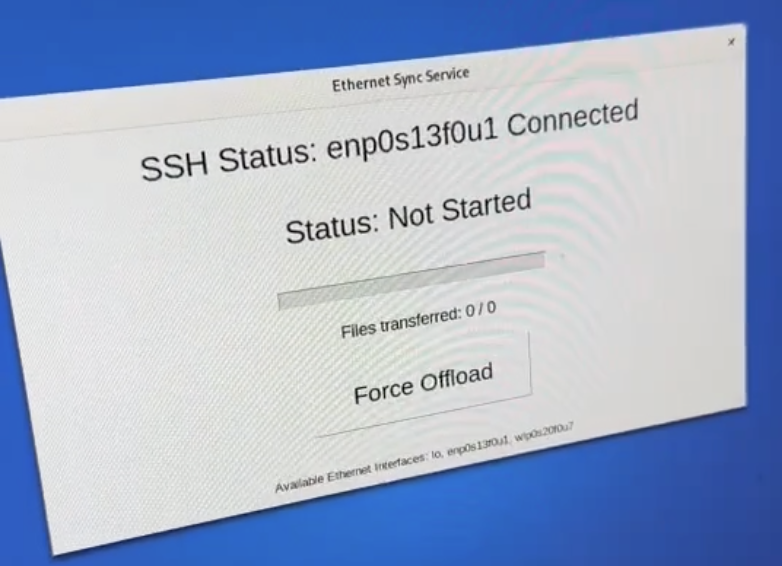 Ethernet Sync Service
x
SSH Status: enp0s13f0u1 Connected
Status: Not Started
Files transferred: 0 / 0
Force Offload
Available Ethernet Interfaces: lo, enp0s13f0u1, wlp0s20f0u7